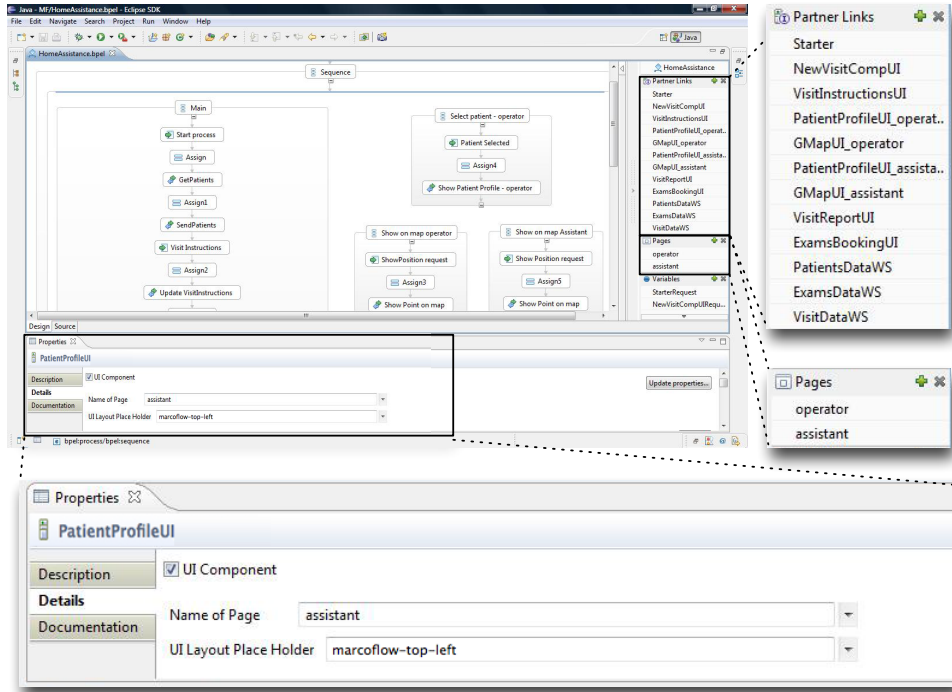 Java - MF/HomeAssistance.bpel - Eclipse SDK
File Edit Navigate Search Project Run Window Help
Java
HomeAssistance.bpel
Sequence
Main
Start process
Assign
GetPatients
Assign1
SendPatients
Visit Instructions
Assign2
Update VisitInstructions
Select patient - operator
Patient Selected
Assign4
Show Patient Profile - operator
Show on map operator
ShowPosition request
Assign3
Show Point on map
Show on map Assistant
Show Position request
Assign5
Show Point on map
HomeAssistance
Partner Links
Starter
NewVisitCompUI
VisitInstructionsUI
PatientProfileUI_operat..
GMapUI_operator
PatientProfileUI_assista..
GMapUI_assistant
VisitReportUI
ExamsBookingUI
PatientsDataWS
ExamsDataWS
VisitDataWS
Pages
operator
assistant
Variables
StarterRequest
NewVisitCompUIRequ...
Design Source
Properties
PatientProfileUI
Description
Details
Documentation
UI Component
Name of Page assistant
UI Layout Place Holder marcoflow-top-left
Update properties...
bpel:process/bpel:sequence
Partner Links
Starter
NewVisitCompUI
VisitInstructionsUI
PatientProfileUI_operat..
GMapUI_operator
PatientProfileUI_assista..
GMapUI_assistant
VisitReportUI
ExamsBookingUI
PatientsDataWS
ExamsDataWS
VisitDataWS
Pages
operator
assistant
Properties
PatientProfileUI
Description
Details
Documentation
UI Component
Name of Page assistant
UI Layout Place Holder marcoflow-top-left